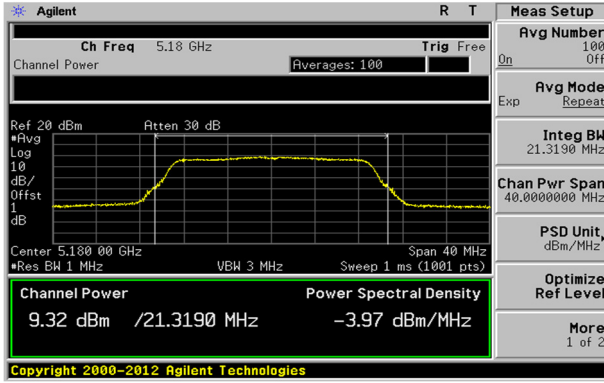 Agilent R T Meas Setup
Ch Freq 5.18 GHz Trig Free
Channel Power Averages: 100
Ref 20 dBm Atten 30 dB
#Avg
Log
10
dB/
Offst
1
dB
Center 5.180 00 GHz Span 40 MHz
#Res BW 1 MHz VBW 3 MHz Sweep 1 ms (1001 pts)
Channel Power Power Spectral Density
9.32 dBm /21.3190 MHz -3.97 dBm/MHz
Copyright 2000-2012 Agilent Technologies
Avg Number
100
On Off
Avg Mode
Exp Repeat
Integ BW
21.3190 MHz
Chan Pwr Span
40.0000000 MHz
PSD Unit
dBm/MHz
Optimize
Ref Level
More
1 of 2